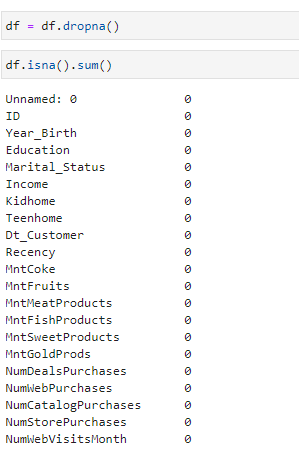 df = df.dropna()
df.isna().sum()
Unnamed: 0 0
ID 0
Year_Birth 0
Education 0
Marital_Status 0
Income 0
Kidhome 0
Teenhome 0
Dt_Customer 0
Recency 0
MntCoke 0
MntFruits 0
MntMeatProducts 0
MntFishProducts 0
MntSweetProducts 0
MntGoldProds 0
NumDealsPurchases 0
NumWebPurchases 0
NumCatalogPurchases 0
NumStorePurchases 0
NumWebVisitsMonth 0